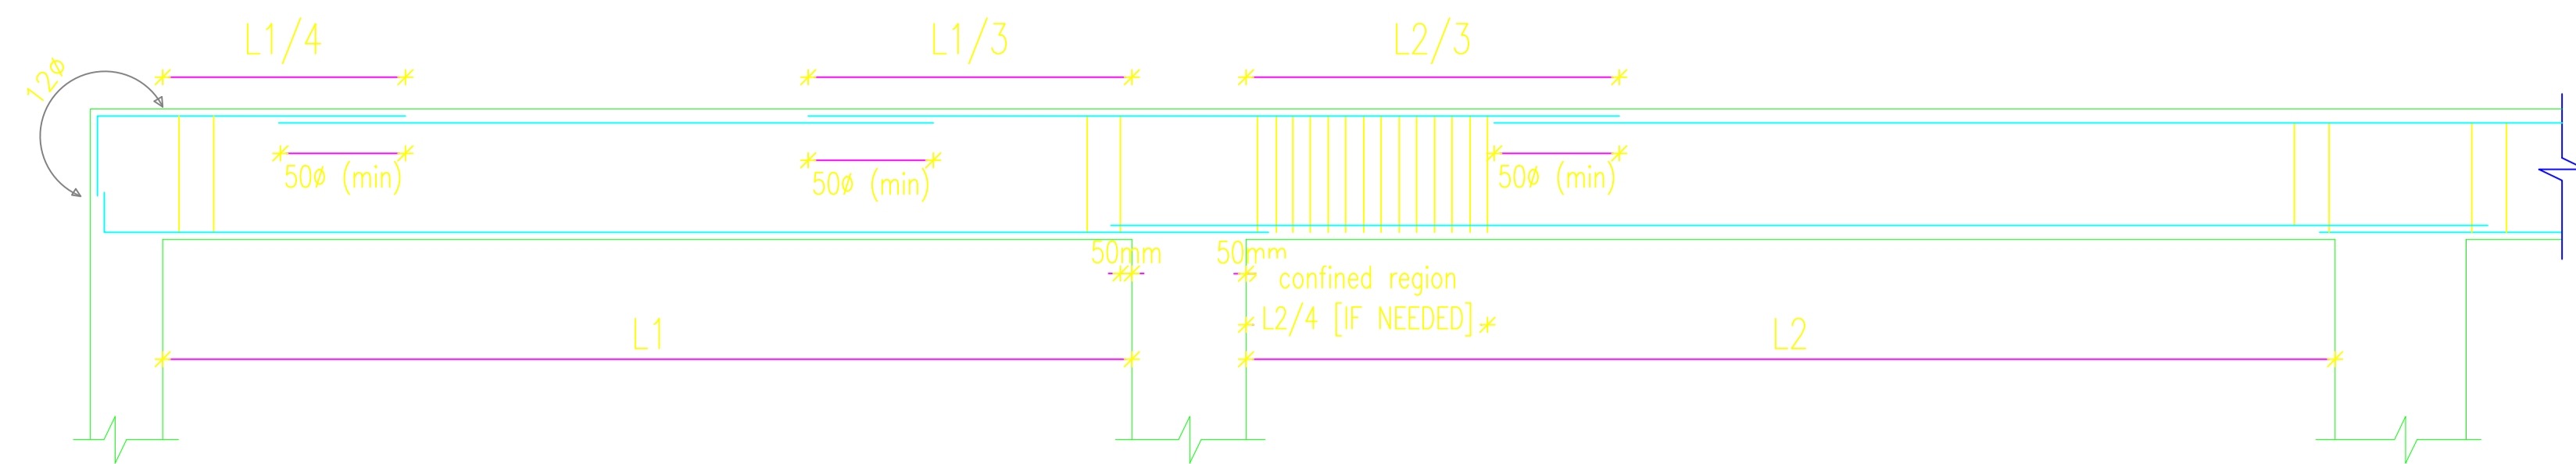 L1/4
L1/3
L2/3
12ø
50ø (min)
50ø (min)
50ø (min)
50mm
50mm
confined region
L2/4 [IF NEEDED]
L1
L2